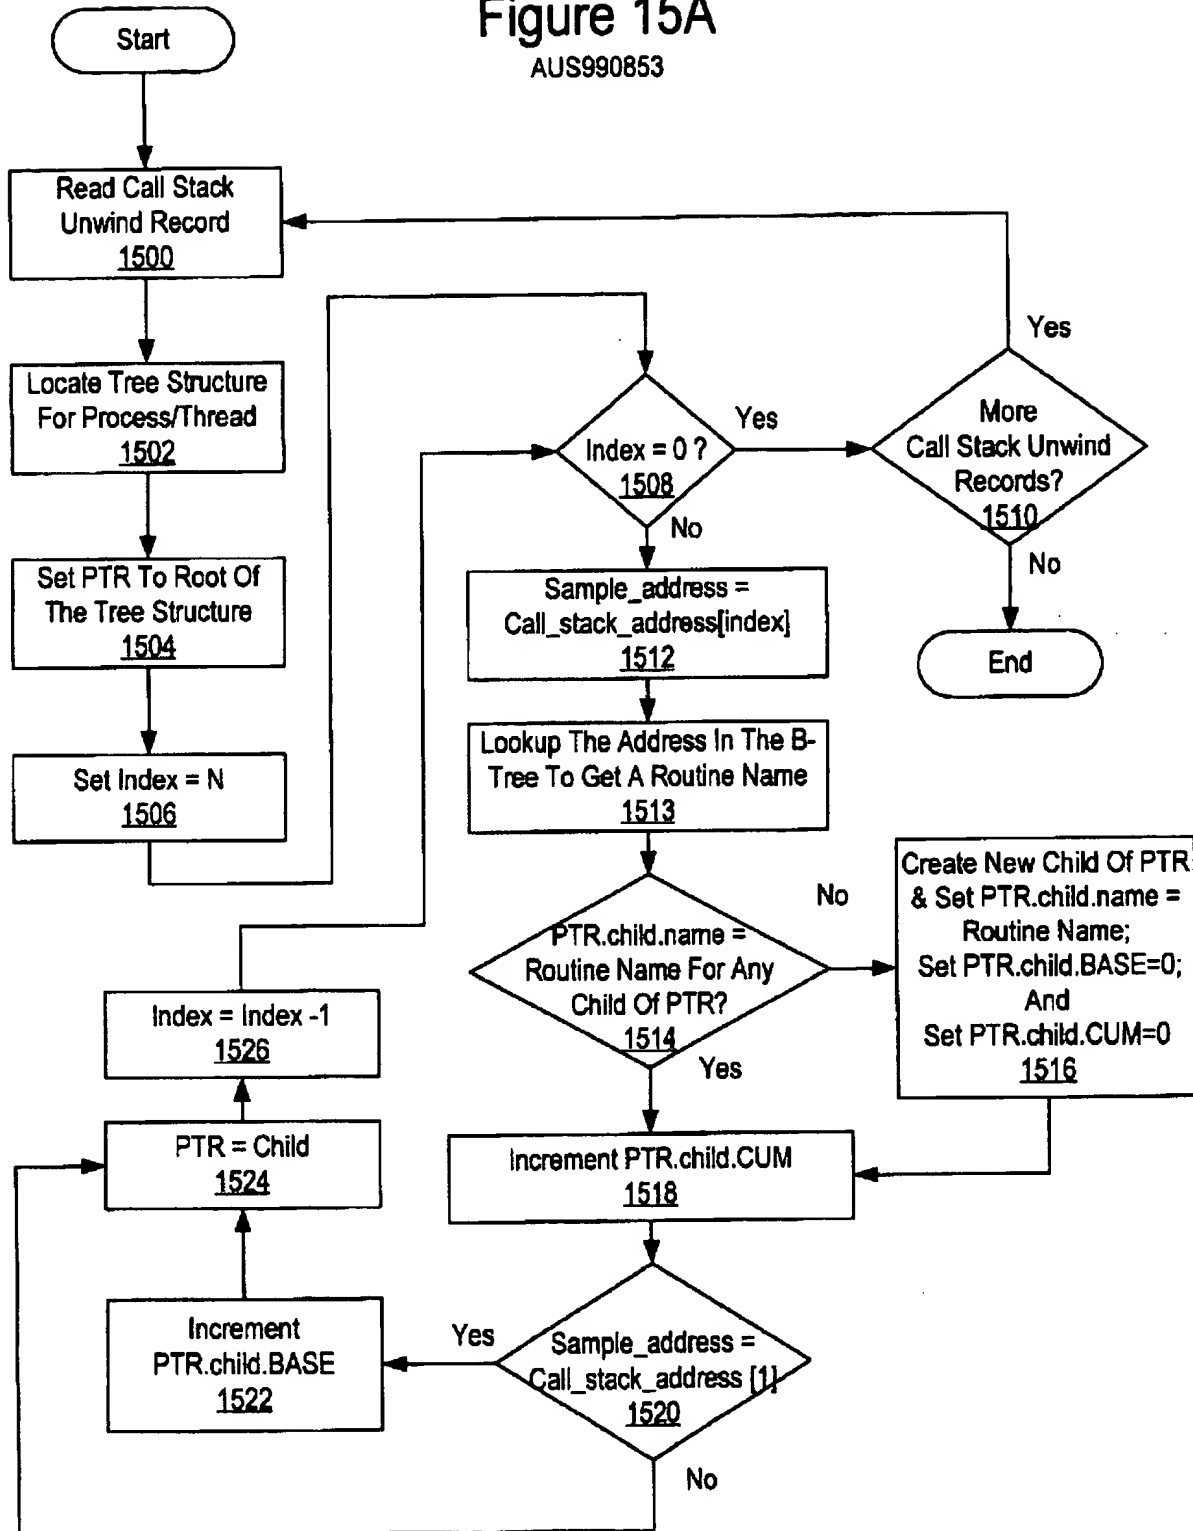 Figure 15A
AUS990853
Start
Read Call Stack
Unwind Record
1500
Locate Tree Structure
For Process/Thread
1502
Set PTR To Root Of
The Tree Structure
1504
Set Index = N
1506
Index = 0 ?
1508
Yes
No
More
Call Stack Unwind
Records?
1510
Yes
No
End
Sample_address =
Call_stack_address[index]
1512
Lookup The Address In The B-
Tree To Get A Routine Name
1513
PTR.child.name =
Routine Name For Any
Child Of PTR?
1514
No
Yes
Create New Child Of PTR
& Set PTR.child.name =
Routine Name;
Set PTR.child.BASE=0;
And
Set PTR.child.CUM=0
1516
Increment PTR.child.CUM
1518
Sample_address =
Call_stack_address [1]
1520
Yes
No
Increment
PTR.child.BASE
1522
PTR = Child
1524
Index = Index -1
1526